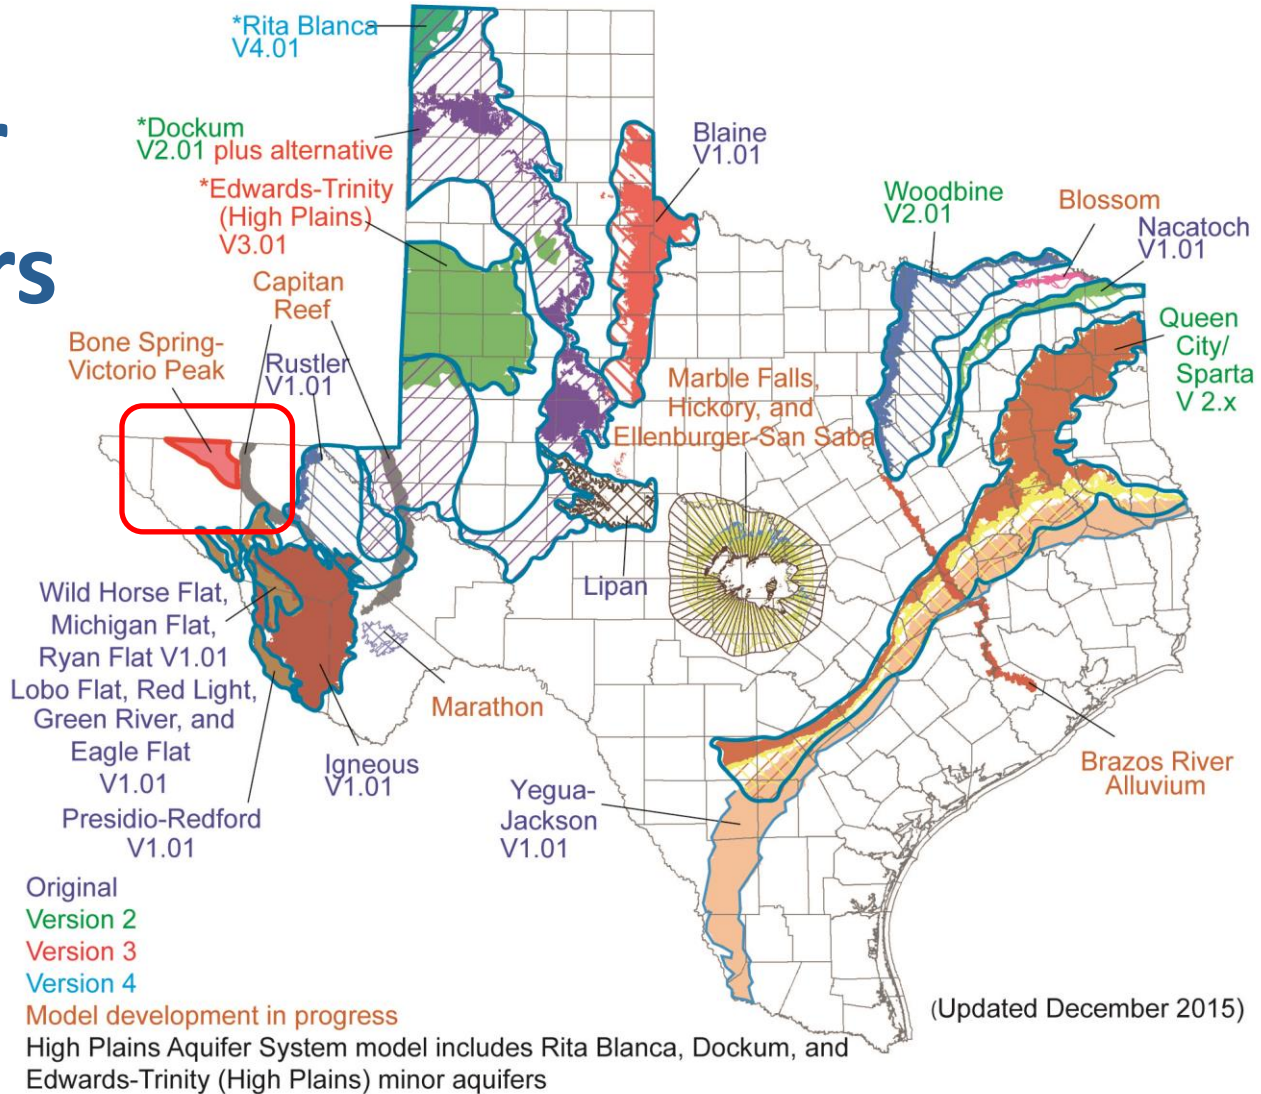 rs
*Rita Blanca
V4.01
*Dockum
V2.01 plus alternative
*Edwards-Trinity
(High Plains)
V3.01
Capitan
Reef
Bone Spring-
Victorio Peak
Rustler
V1.01
Blaine
V1.01
Woodbine
V2.01
Blossom
Nacatoch
V1.01
Queen
City/
Sparta
V 2.x
Marble Falls,
Hickory, and
Ellenburger-San Saba
Lipan
Wild Horse Flat,
Michigan Flat,
Ryan Flat V1.01
Lobo Flat, Red Light,
Green River, and
Eagle Flat
V1.01
Presidio-Redford
V1.01
Igneous
V1.01
Marathon
Yegua-
Jackson
V1.01
Brazos River
Alluvium
Original
Version 2
Version 3
Version 4
Model development in progress
High Plains Aquifer System model includes Rita Blanca, Dockum, and
Edwards-Trinity (High Plains) minor aquifers
(Updated December 2015)